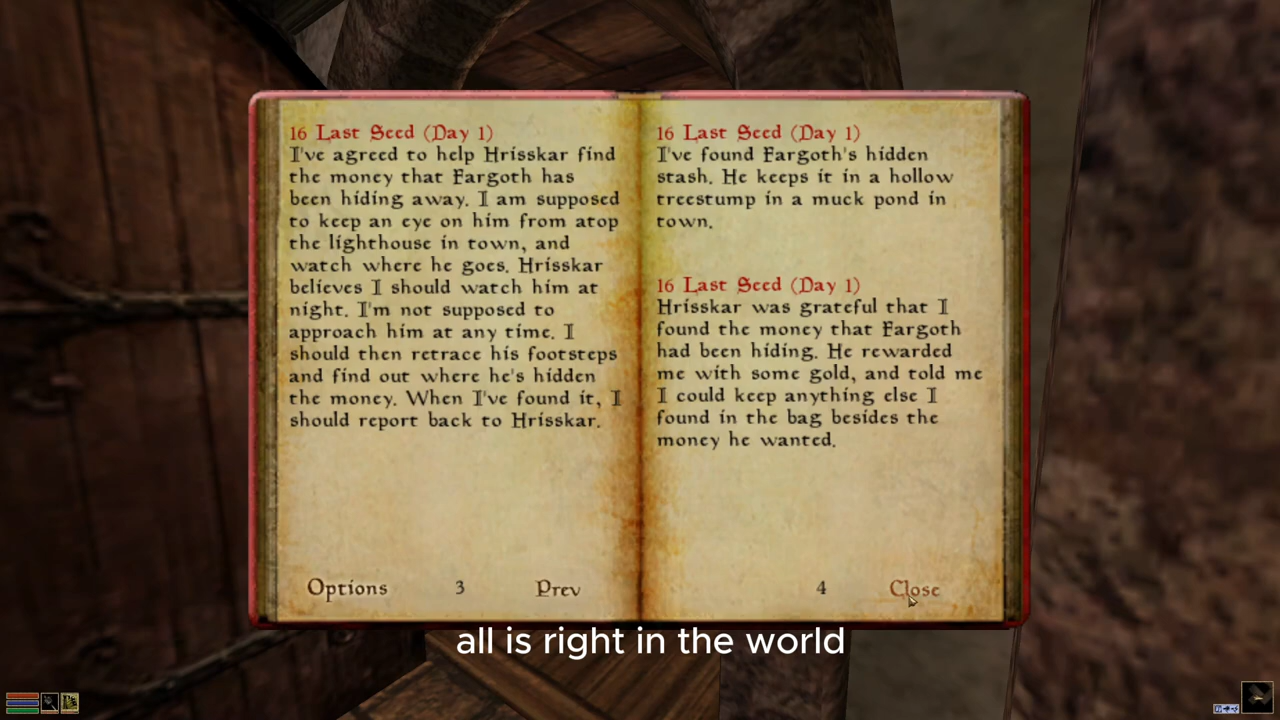 16 Last Seed (Day 1)
I've agreed to help Hrisskar find
the money that Fargoth has
been hiding away. I am supposed
to keep an eye on him from atop
the lighthouse in town, and
watch where he goes. Hrisskar
believes I should watch him at
night. I'm not supposed to
approach him at any time. I
should then retrace his footsteps
and find out where he's hidden
the money. When I've found it, I
should report back to Hrisskar.
Options
3
Prev
16 Last Seed (Day 1)
I've found Fargoth's hidden
stash. He keeps it in a hollow
treestump in a muck pond in
town.
16 Last Seed (Day 1)
Hrisskar was grateful that I
found the money that Fargoth
had been hiding. He rewarded
me with some gold, and told me
I could keep anything else I
found in the bag besides the
money he wanted.
4
Close
all is right in the world